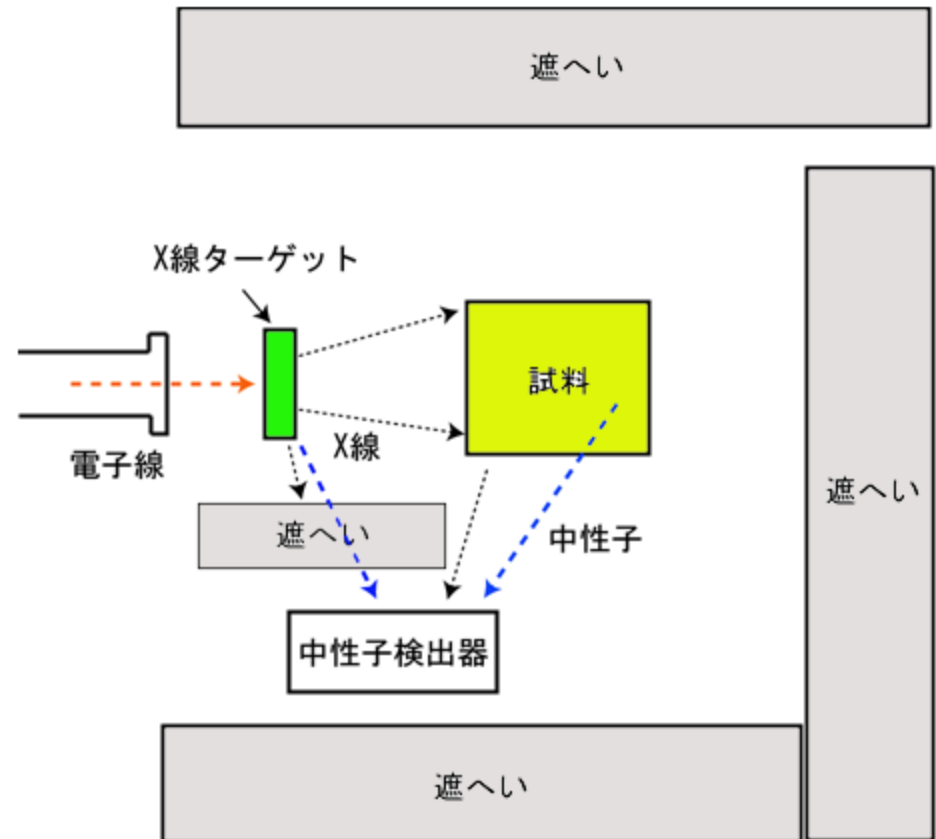 遮へい
X線ターゲット
試料
X線
電子線
遮へい
遮へい
中性子
中性子検出器
遮へい